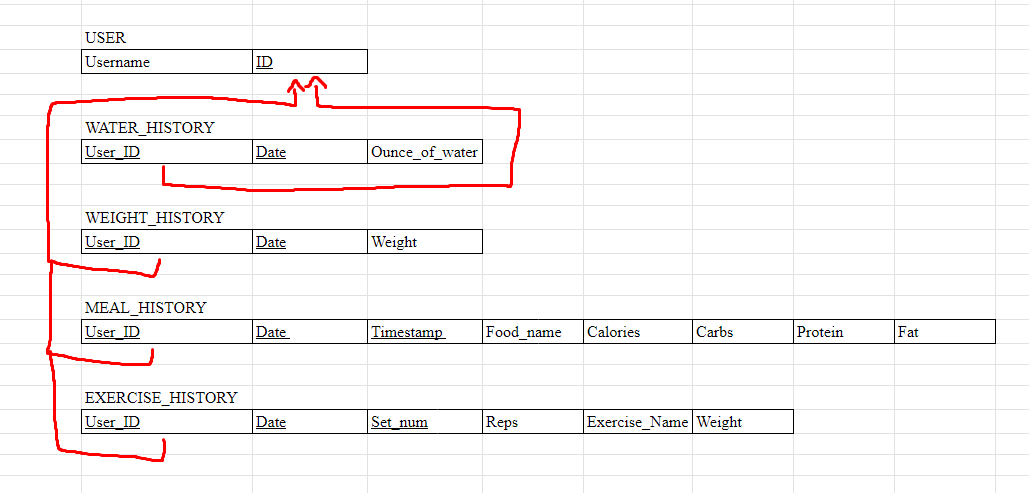 USER
Username ID
WATER_HISTORY
User_ID Date Ounce_of_water
WEIGHT_HISTORY
User_ID Date Weight
MEAL_HISTORY
User_ID Date Timestamp Food_name Calories Carbs Protein Fat
EXERCISE_HISTORY
User_ID Date Set_num Reps Exercise_Name Weight